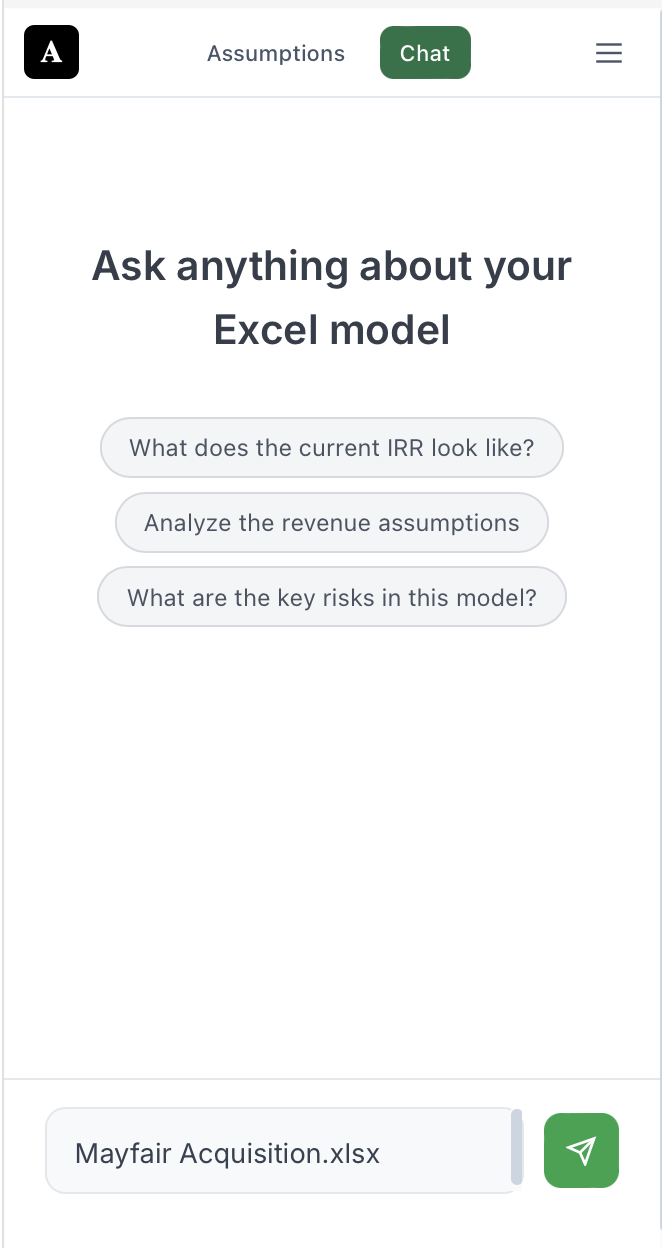 A
Assumptions
Chat
Ask anything about your
Excel model
What does the current IRR look like?
Analyze the revenue assumptions
What are the key risks in this model?
Mayfair Acquisition.xlsx